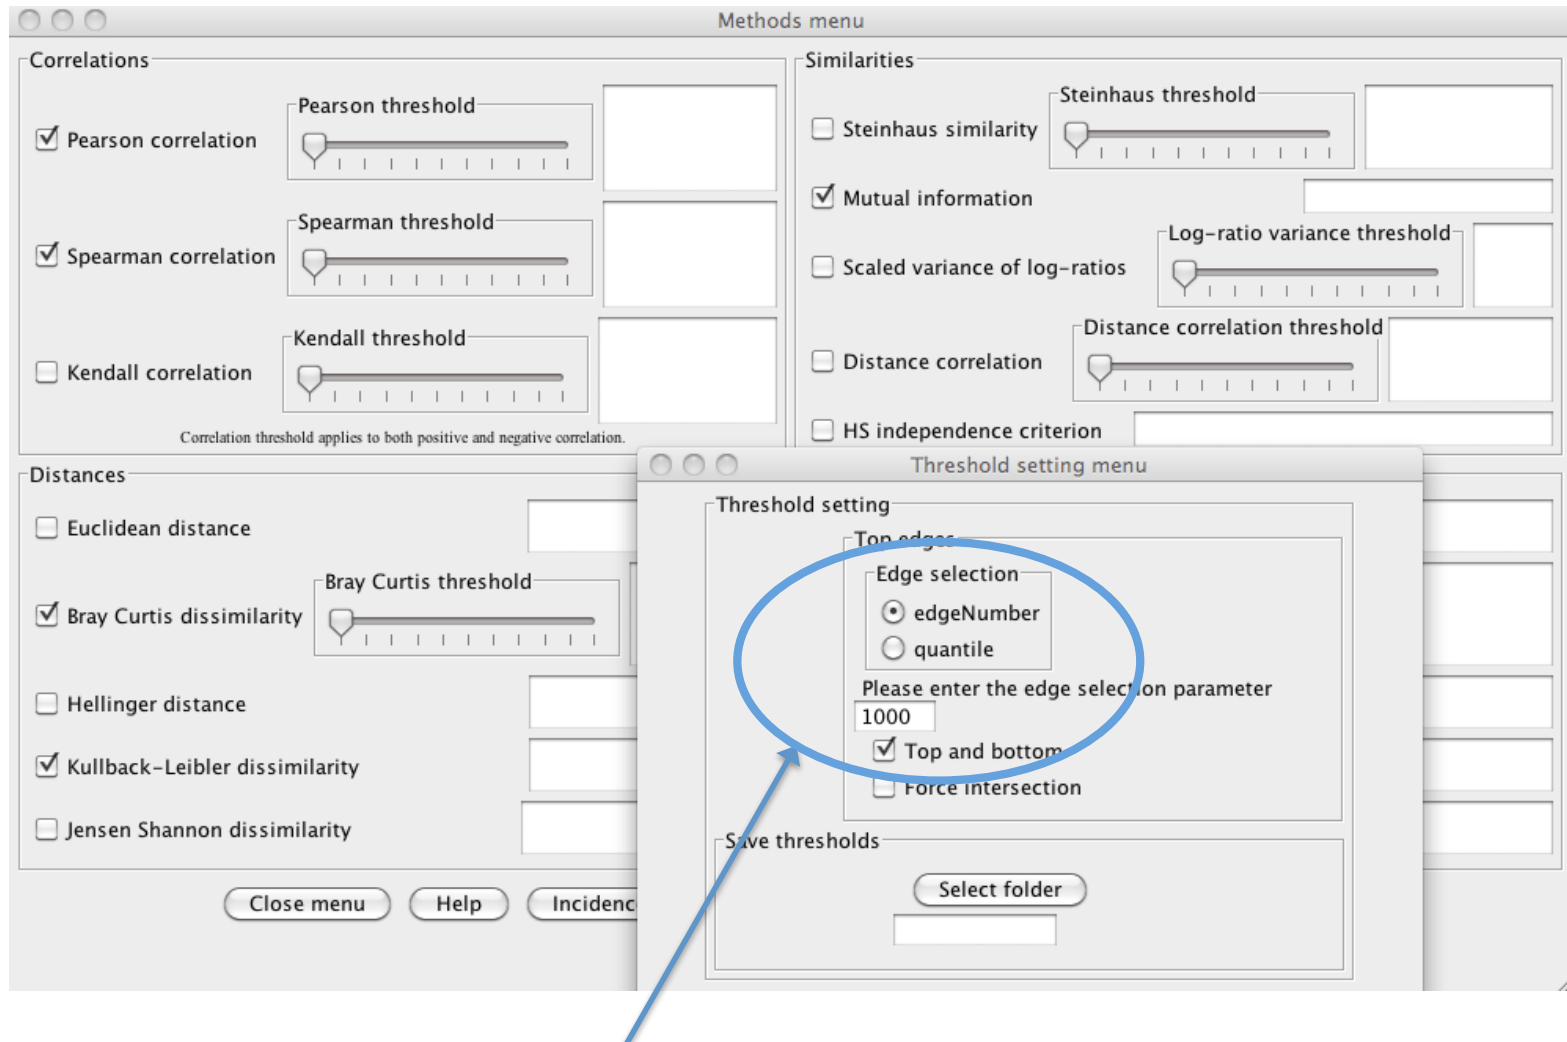 Methods menu
Correlations
Pearson threshold
Pearson correlation
Spearman threshold
Spearman correlation
Kendall threshold
Kendall correlation
Correlation threshold applies to both positive and negative correlation.
Similarities
Steinhaus threshold
Steinhaus similarity
Mutual information
Log-ratio variance threshold
Scaled variance of log-ratios
Distance correlation threshold
Distance correlation
HS independence criterion
Distances
Euclidean distance
Bray Curtis threshold
Bray Curtis dissimilarity
Hellinger distance
Kullback-Leibler dissimilarity
Jensen Shannon dissimilarity
Close menu
Help
Incidenc
Threshold setting menu
Threshold setting
Top edges
Edge selection
edgeNumber
quantile
Please enter the edge selection parameter
1000
Top and bottom
Force intersection
Save thresholds
Select folder